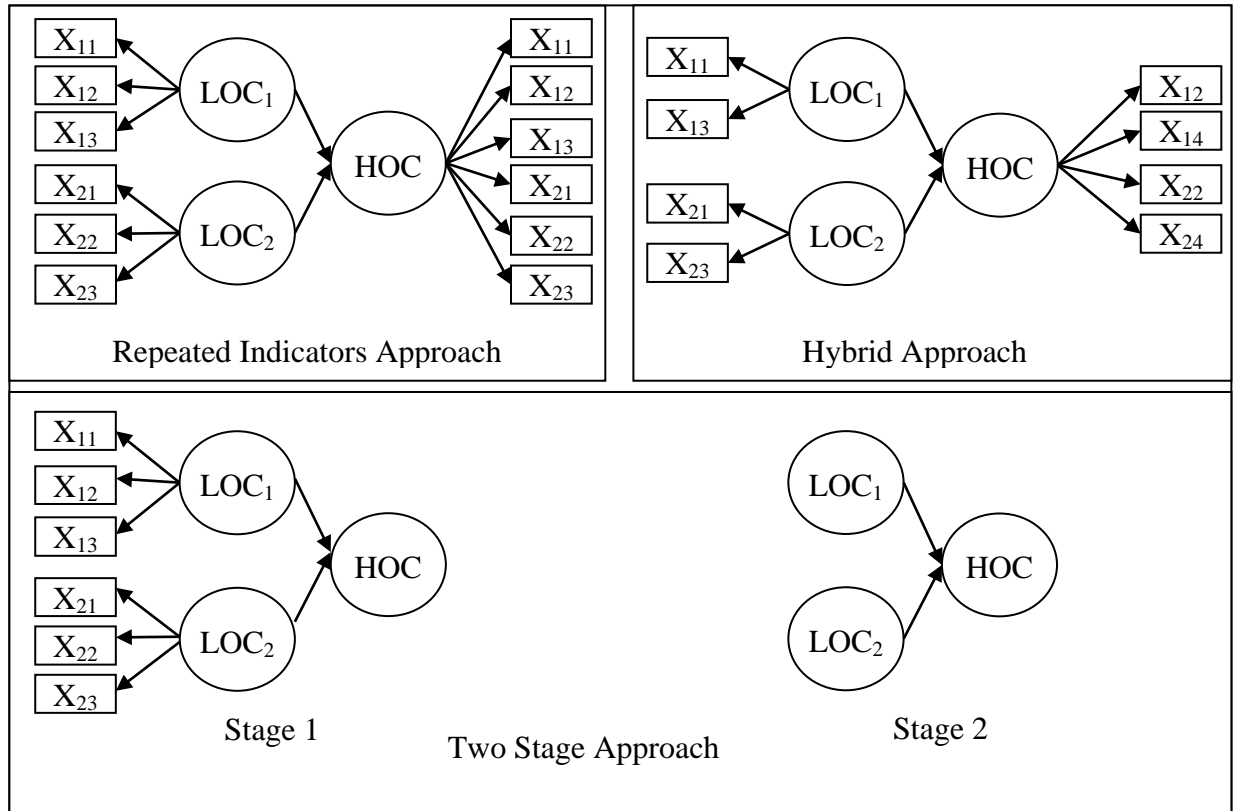 X₁₁
X₁₂
X₁₃
X₂₁
X₂₂
X₂₃
LOC₁
LOC₂
HOC
X₁₁
X₁₂
X₁₃
X₂₁
X₂₂
X₂₃
Repeated Indicators Approach
X₁₁
X₁₃
X₂₁
X₂₃
LOC₁
LOC₂
HOC
X₁₂
X₁₄
X₂₂
X₂₄
Hybrid Approach
X₁₁
X₁₂
X₁₃
X₂₁
X₂₂
X₂₃
LOC₁
LOC₂
HOC
Stage 1
LOC₁
LOC₂
HOC
Stage 2
Two Stage Approach